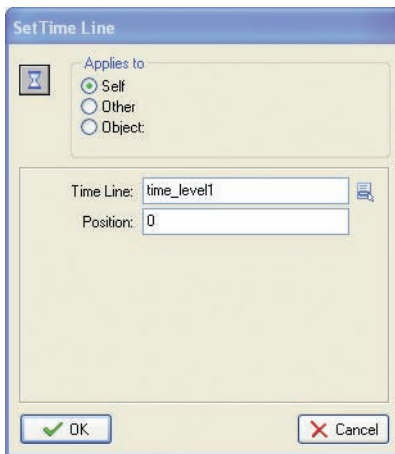 SetTime Line
Applies to
Self
Other
Object:
Time Line: time_level1
Position: 0
OK Cancel